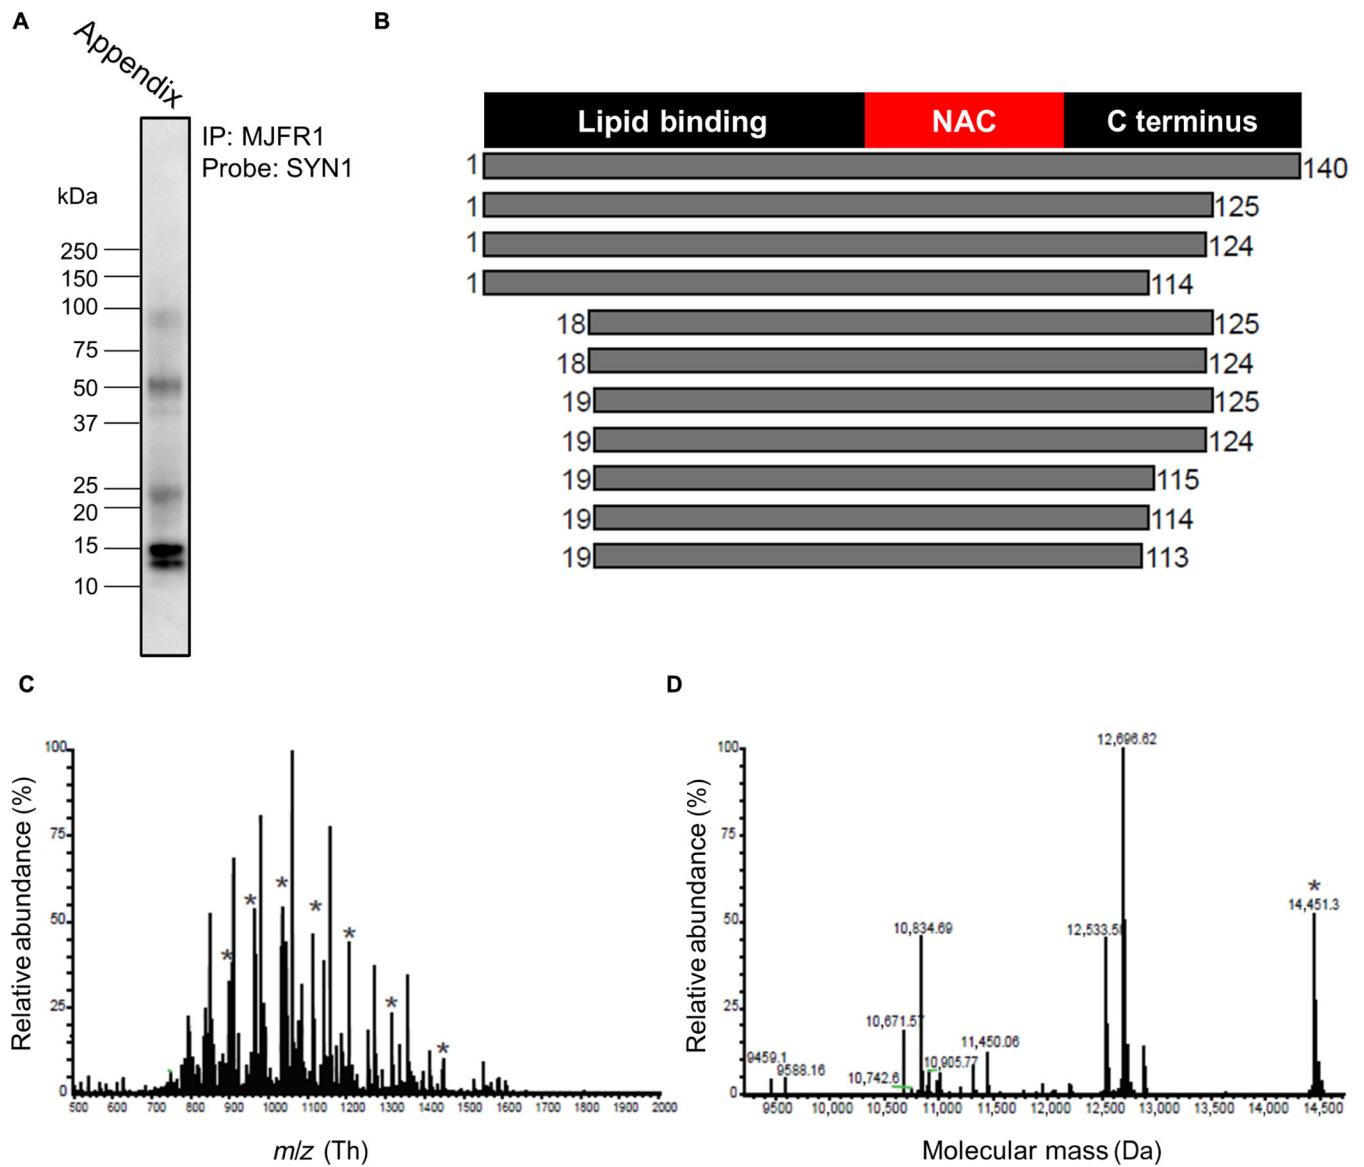 A
Appendix
IP: MJFR1
Probe: SYN1
kDa
250
150
100
75
50
37
25
20
15
10
B
Lipid binding NAC C terminus
1 140
1 125
1 124
1 114
18 125
18 124
19 125
19 124
19 115
19 114
19 113
C
Relative abundance (%)
100
75
50
25
0
* * * * * * *
500 600 700 800 900 1000 1100 1200 1300 1400 1500 1600 1700 1800 1900 2000
m/z (Th)
D
Relative abundance (%)
100
75
50
25
0
12,696.62
*
14,451.3
10,834.69
12,533.5
10,671.57
11,450.06
9459.1
10,905.77
9588.16
10,742.6
9500 10,000 10,500 11,000 11,500 12,000 12,500 13,000 13,500 14,000 14,500
Molecular mass (Da)